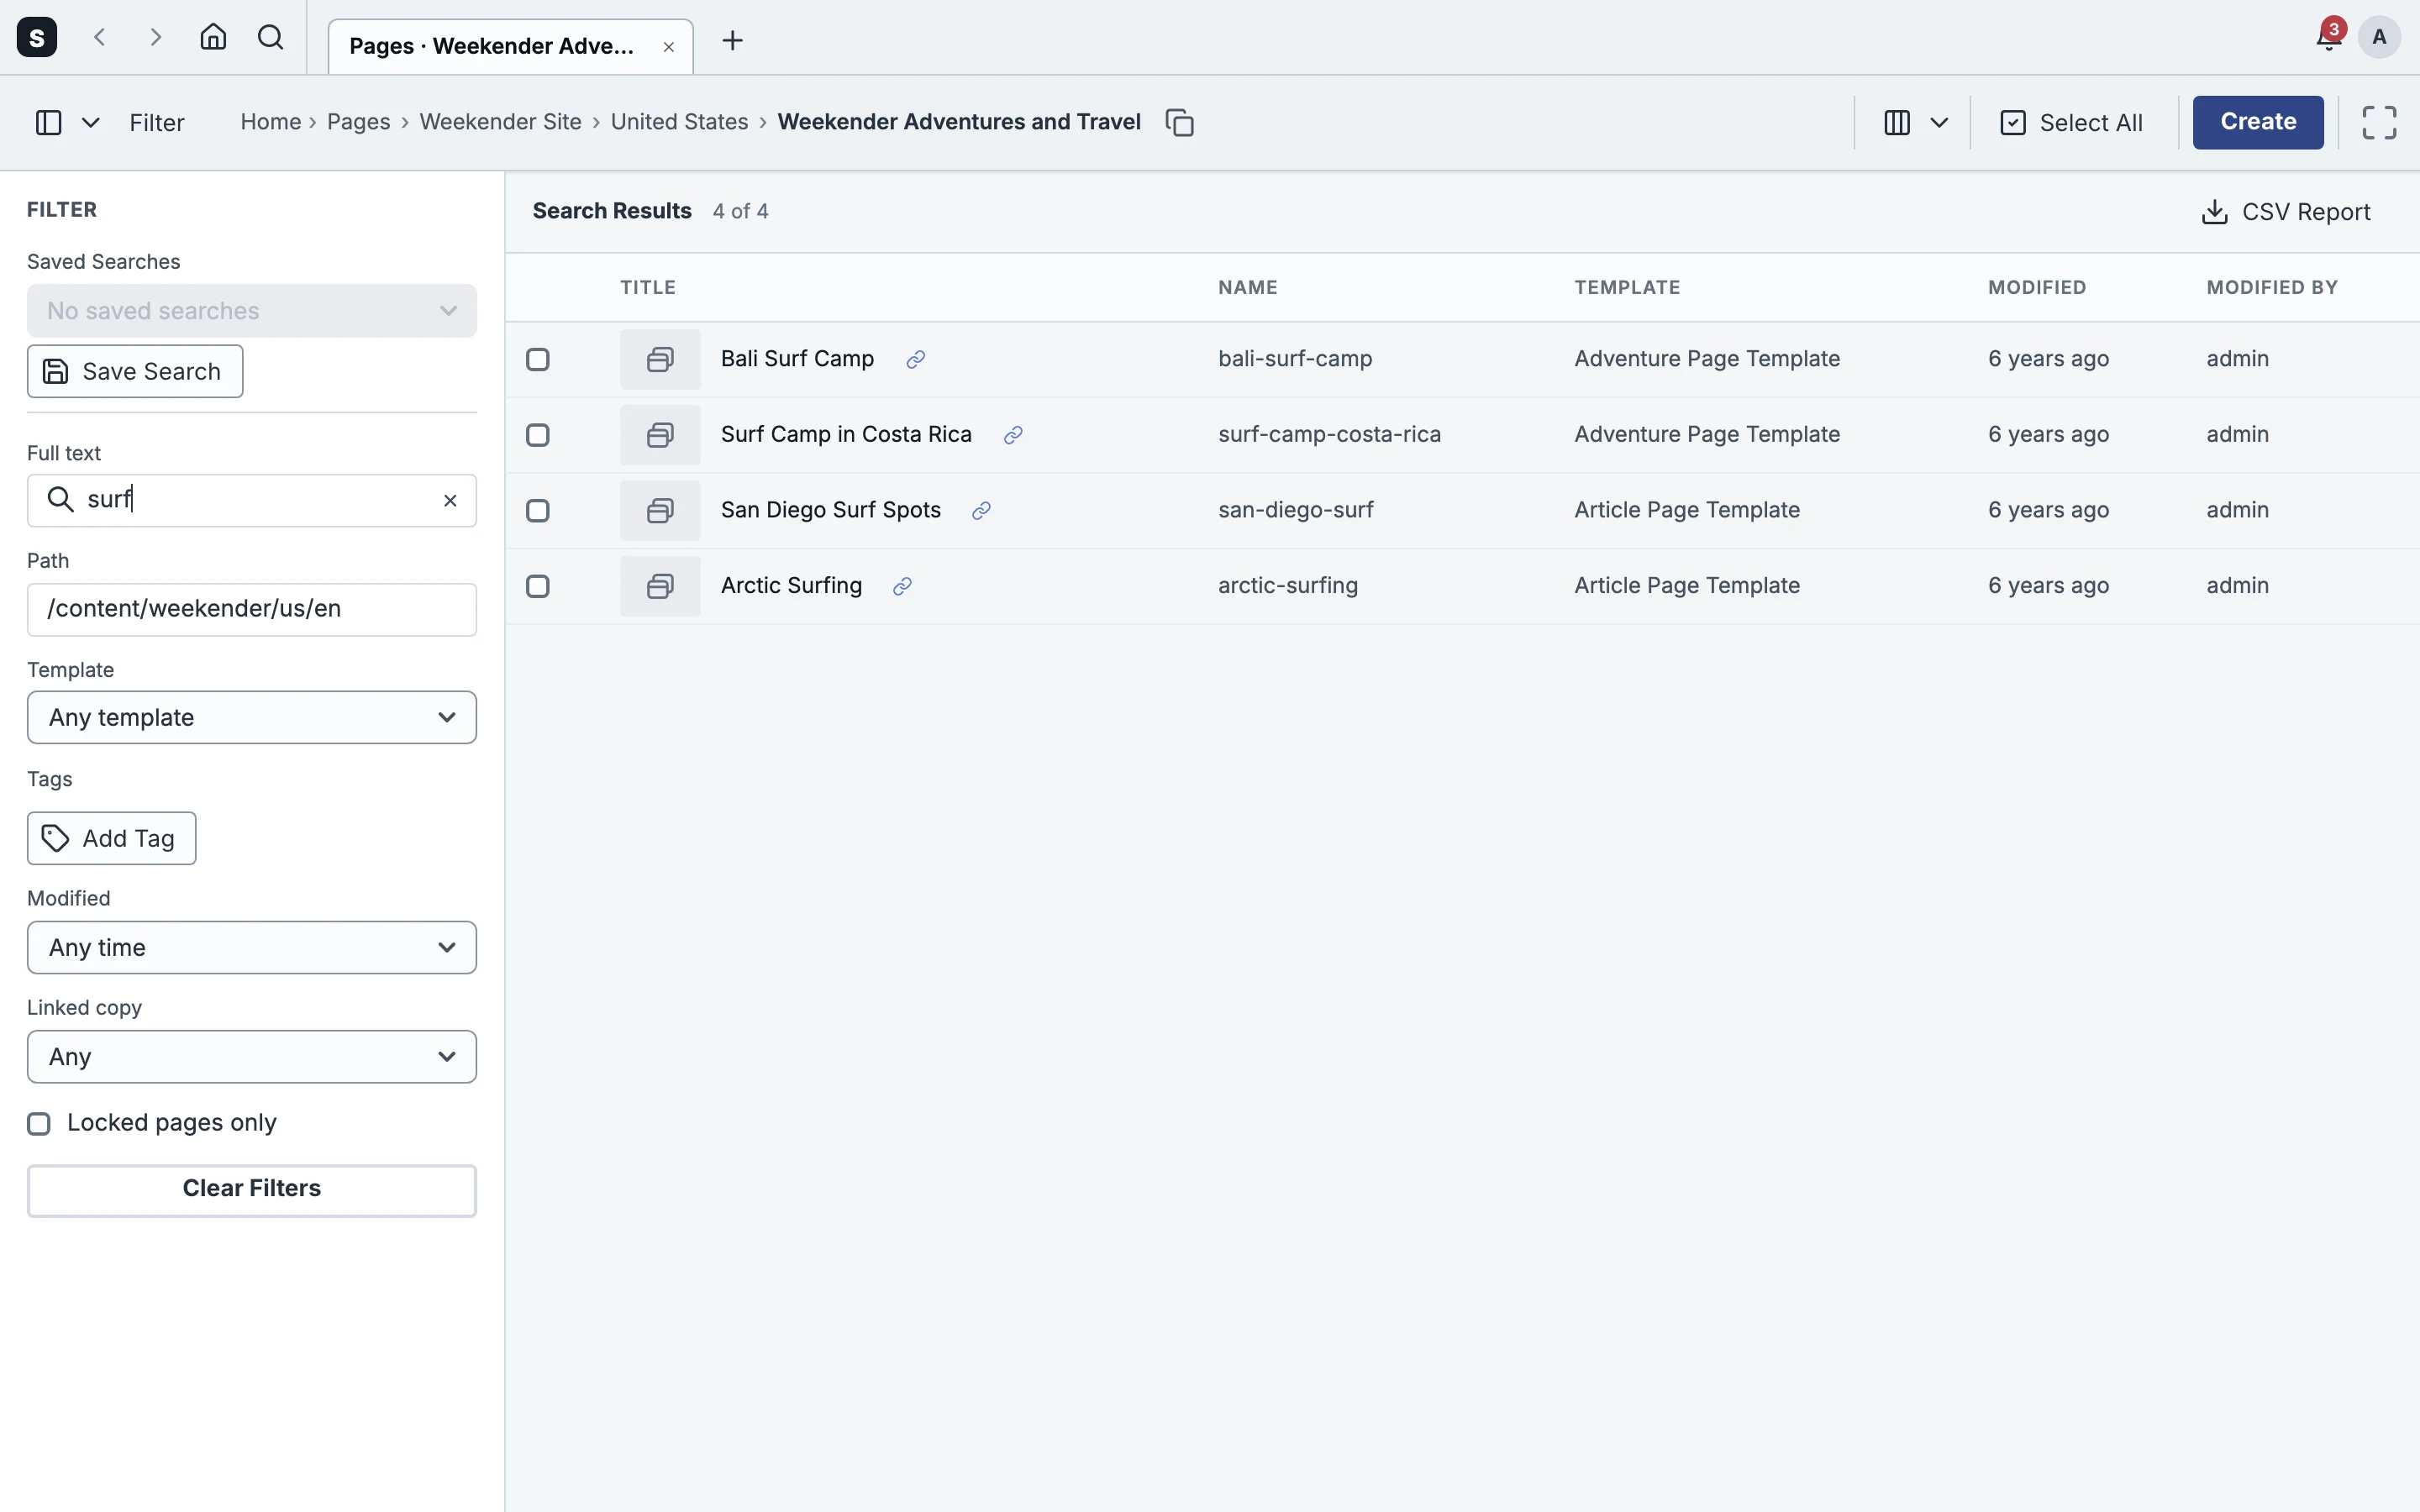 S
Pages · Weekender Adve...
3
A
Filter
Home › Pages › Weekender Site › United States › Weekender Adventures and Travel
Select All
Create
FILTER
Saved Searches
No saved searches
Save Search
Full text
surf
Path
/content/weekender/us/en
Template
Any template
Tags
Add Tag
Modified
Any time
Linked copy
Any
Locked pages only
Clear Filters
Search Results 4 of 4
CSV Report
TITLE NAME TEMPLATE MODIFIED MODIFIED BY
Bali Surf Camp bali-surf-camp Adventure Page Template 6 years ago admin
Surf Camp in Costa Rica surf-camp-costa-rica Adventure Page Template 6 years ago admin
San Diego Surf Spots san-diego-surf Article Page Template 6 years ago admin
Arctic Surfing arctic-surfing Article Page Template 6 years ago admin